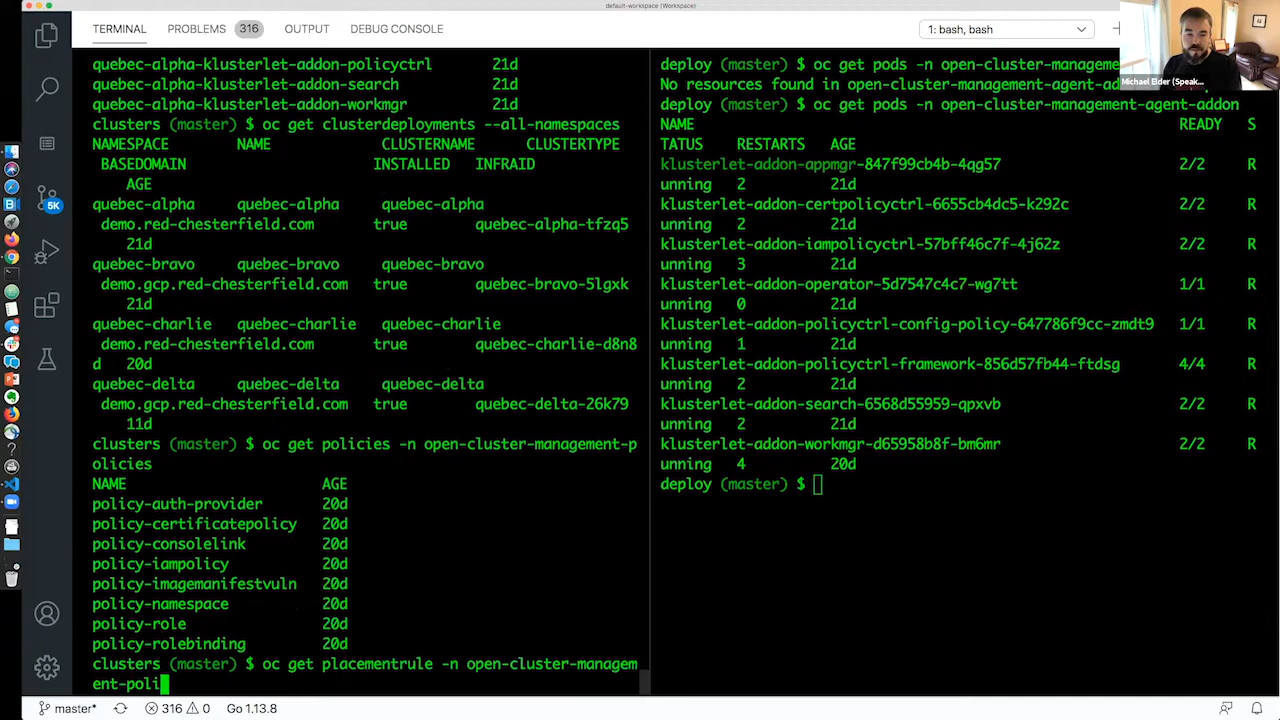 default-workspace (Workspace)
TERMINAL PROBLEMS 316 OUTPUT DEBUG CONSOLE 1: bash, bash
Michael Elder (Speak...
quebec-alpha-klusterlet-addon-policyctrl 21d
quebec-alpha-klusterlet-addon-search 21d
quebec-alpha-klusterlet-addon-workmgr 21d
clusters (master) $ oc get clusterdeployments --all-namespaces
NAMESPACE NAME CLUSTERNAME CLUSTERTYPE
BASEDOMAIN INSTALLED INFRAID
AGE
quebec-alpha quebec-alpha quebec-alpha
demo.red-chesterfield.com true quebec-alpha-tfzq5
21d
quebec-bravo quebec-bravo quebec-bravo
demo.gcp.red-chesterfield.com true quebec-bravo-5lgxk
21d
quebec-charlie quebec-charlie quebec-charlie
demo.red-chesterfield.com true quebec-charlie-d8n8
d 20d
quebec-delta quebec-delta quebec-delta
demo.gcp.red-chesterfield.com true quebec-delta-26k79
11d
clusters (master) $ oc get policies -n open-cluster-management-p
olicies
NAME AGE
policy-auth-provider 20d
policy-certificatepolicy 20d
policy-consolelink 20d
policy-iampolicy 20d
policy-imagemanifestvuln 20d
policy-namespace 20d
policy-role 20d
policy-rolebinding 20d
clusters (master) $ oc get placementrule -n open-cluster-managem
ent-poli
deploy (master) $ oc get pods -n open-cluster-manageme
No resources found in open-cluster-management-agent-ad
deploy (master) $ oc get pods -n open-cluster-management-agent-addon
NAME READY S
TATUS RESTARTS AGE
klusterlet-addon-appmgr-847f99cb4b-4qg57 2/2 R
unning 2 21d
klusterlet-addon-certpolicyctrl-6655cb4dc5-k292c 2/2 R
unning 2 21d
klusterlet-addon-iampolicyctrl-57bff46c7f-4j62z 2/2 R
unning 3 21d
klusterlet-addon-operator-5d7547c4c7-wg7tt 1/1 R
unning 0 21d
klusterlet-addon-policyctrl-config-policy-647786f9cc-zmdt9 1/1 R
unning 1 21d
klusterlet-addon-policyctrl-framework-856d57fb44-ftdsg 4/4 R
unning 2 21d
klusterlet-addon-search-6568d55959-qpxvb 2/2 R
unning 2 21d
klusterlet-addon-workmgr-d65958b8f-bm6mr 2/2 R
unning 4 20d
deploy (master) $
5K
master* 316 0 Go 1.13.8